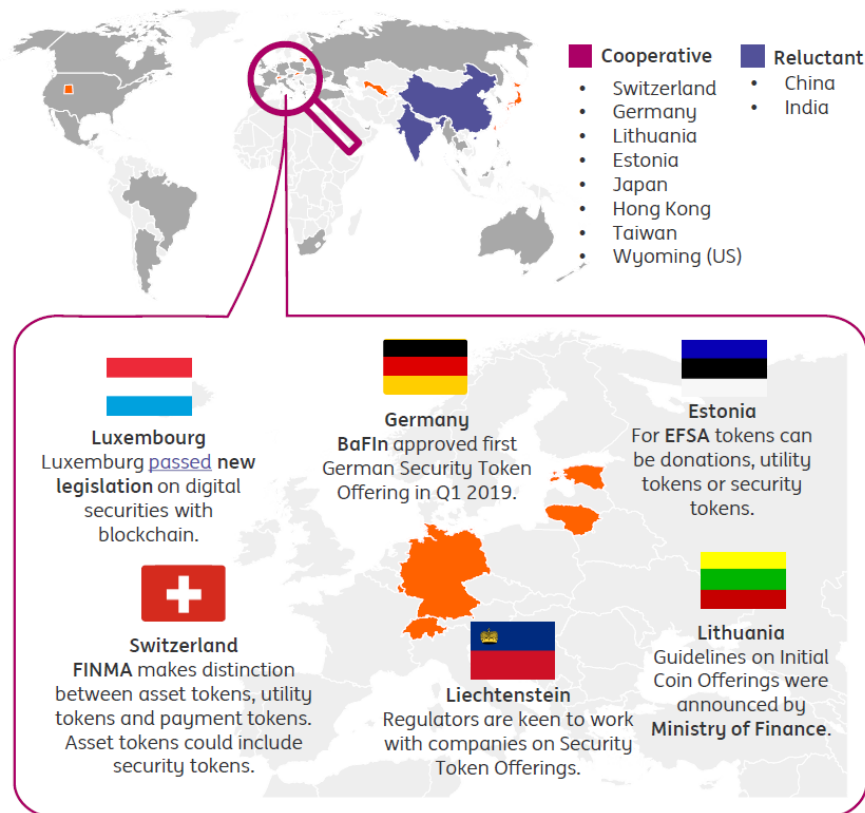 Cooperative
• Switzerland
• Germany
• Lithuania
• Estonia
• Japan
• Hong Kong
• Taiwan
• Wyoming (US)
Reluctant
• China
• India
Luxembourg
Luxemburg passed new
legislation on digital
securities with
blockchain.
Germany
BaFIn approved first
German Security Token
Offering in Q1 2019.
Estonia
For EFSA tokens can
be donations, utility
tokens or security
tokens.
Switzerland
FINMA makes distinction
between asset tokens, utility
tokens and payment tokens.
Asset tokens could include
security tokens.
Liechtenstein
Regulators are keen to work
with companies on Security
Token Offerings.
Lithuania
Guidelines on Initial
Coin Offerings were
announced by
Ministry of Finance.